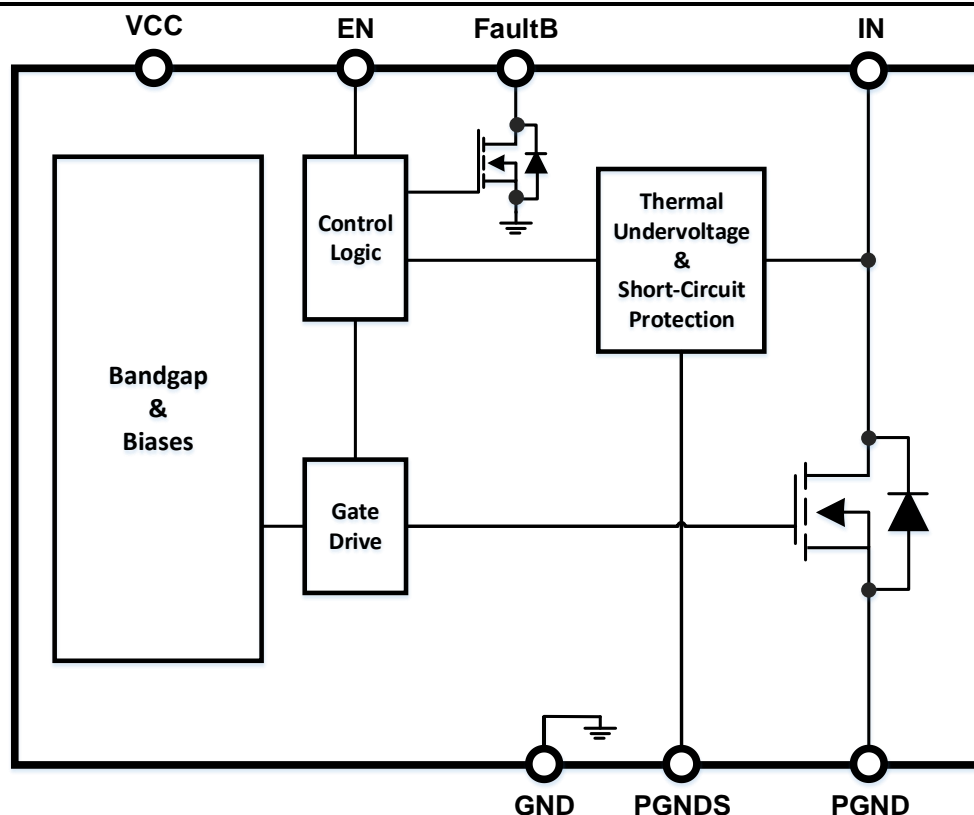 VCC
EN
FaultB
IN
Control
Logic
Thermal
Undervoltage
&
Short-Circuit
Protection
Bandgap
&
Biases
Gate
Drive
GND
PGNDS
PGND